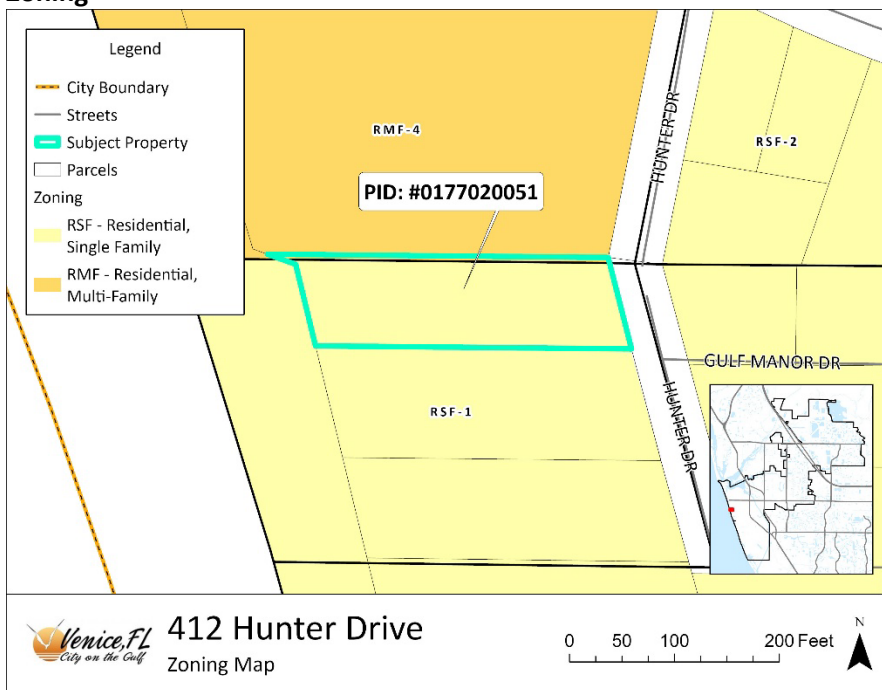 Zoning
Legend
City Boundary
Streets
Subject Property
Parcels
Zoning
RSF - Residential,
Single Family
RMF - Residential,
Multi-Family
RMF-4
HUNTER DR
RSF-2
PID: #0177020051
GULF MANOR DR
RSF-1
HUNTER DR
Venice, FL
City on the Gulf
412 Hunter Drive
Zoning Map
0 50 100 200 Feet
N